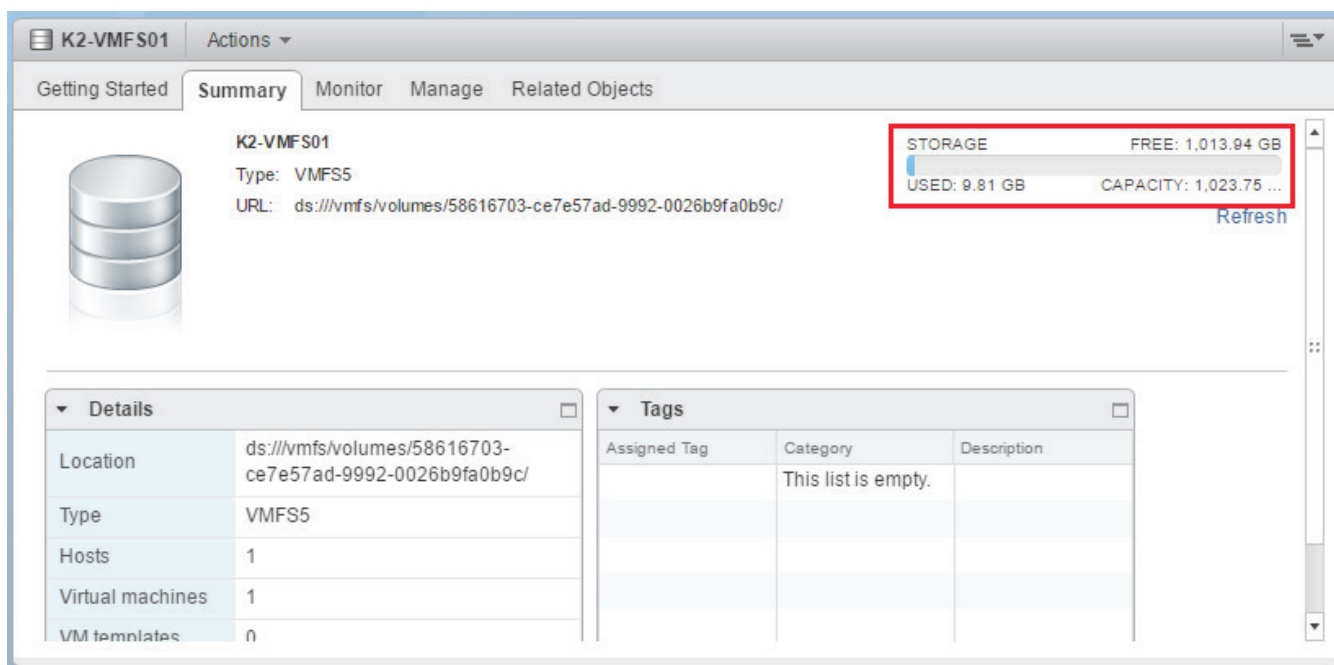 K2-VMFS01 Actions
Getting Started Summary Monitor Manage Related Objects
K2-VMFS01
Type: VMFS5
URL: ds:///vmfs/volumes/58616703-ce7e57ad-9992-0026b9fa0b9c/
STORAGE FREE: 1,013.94 GB
USED: 9.81 GB CAPACITY: 1,023.75 ...
Refresh
Details
Location ds:///vmfs/volumes/58616703-
ce7e57ad-9992-0026b9fa0b9c/
Type VMFS5
Hosts 1
Virtual machines 1
VM templates 0
Tags
Assigned Tag Category Description
This list is empty.